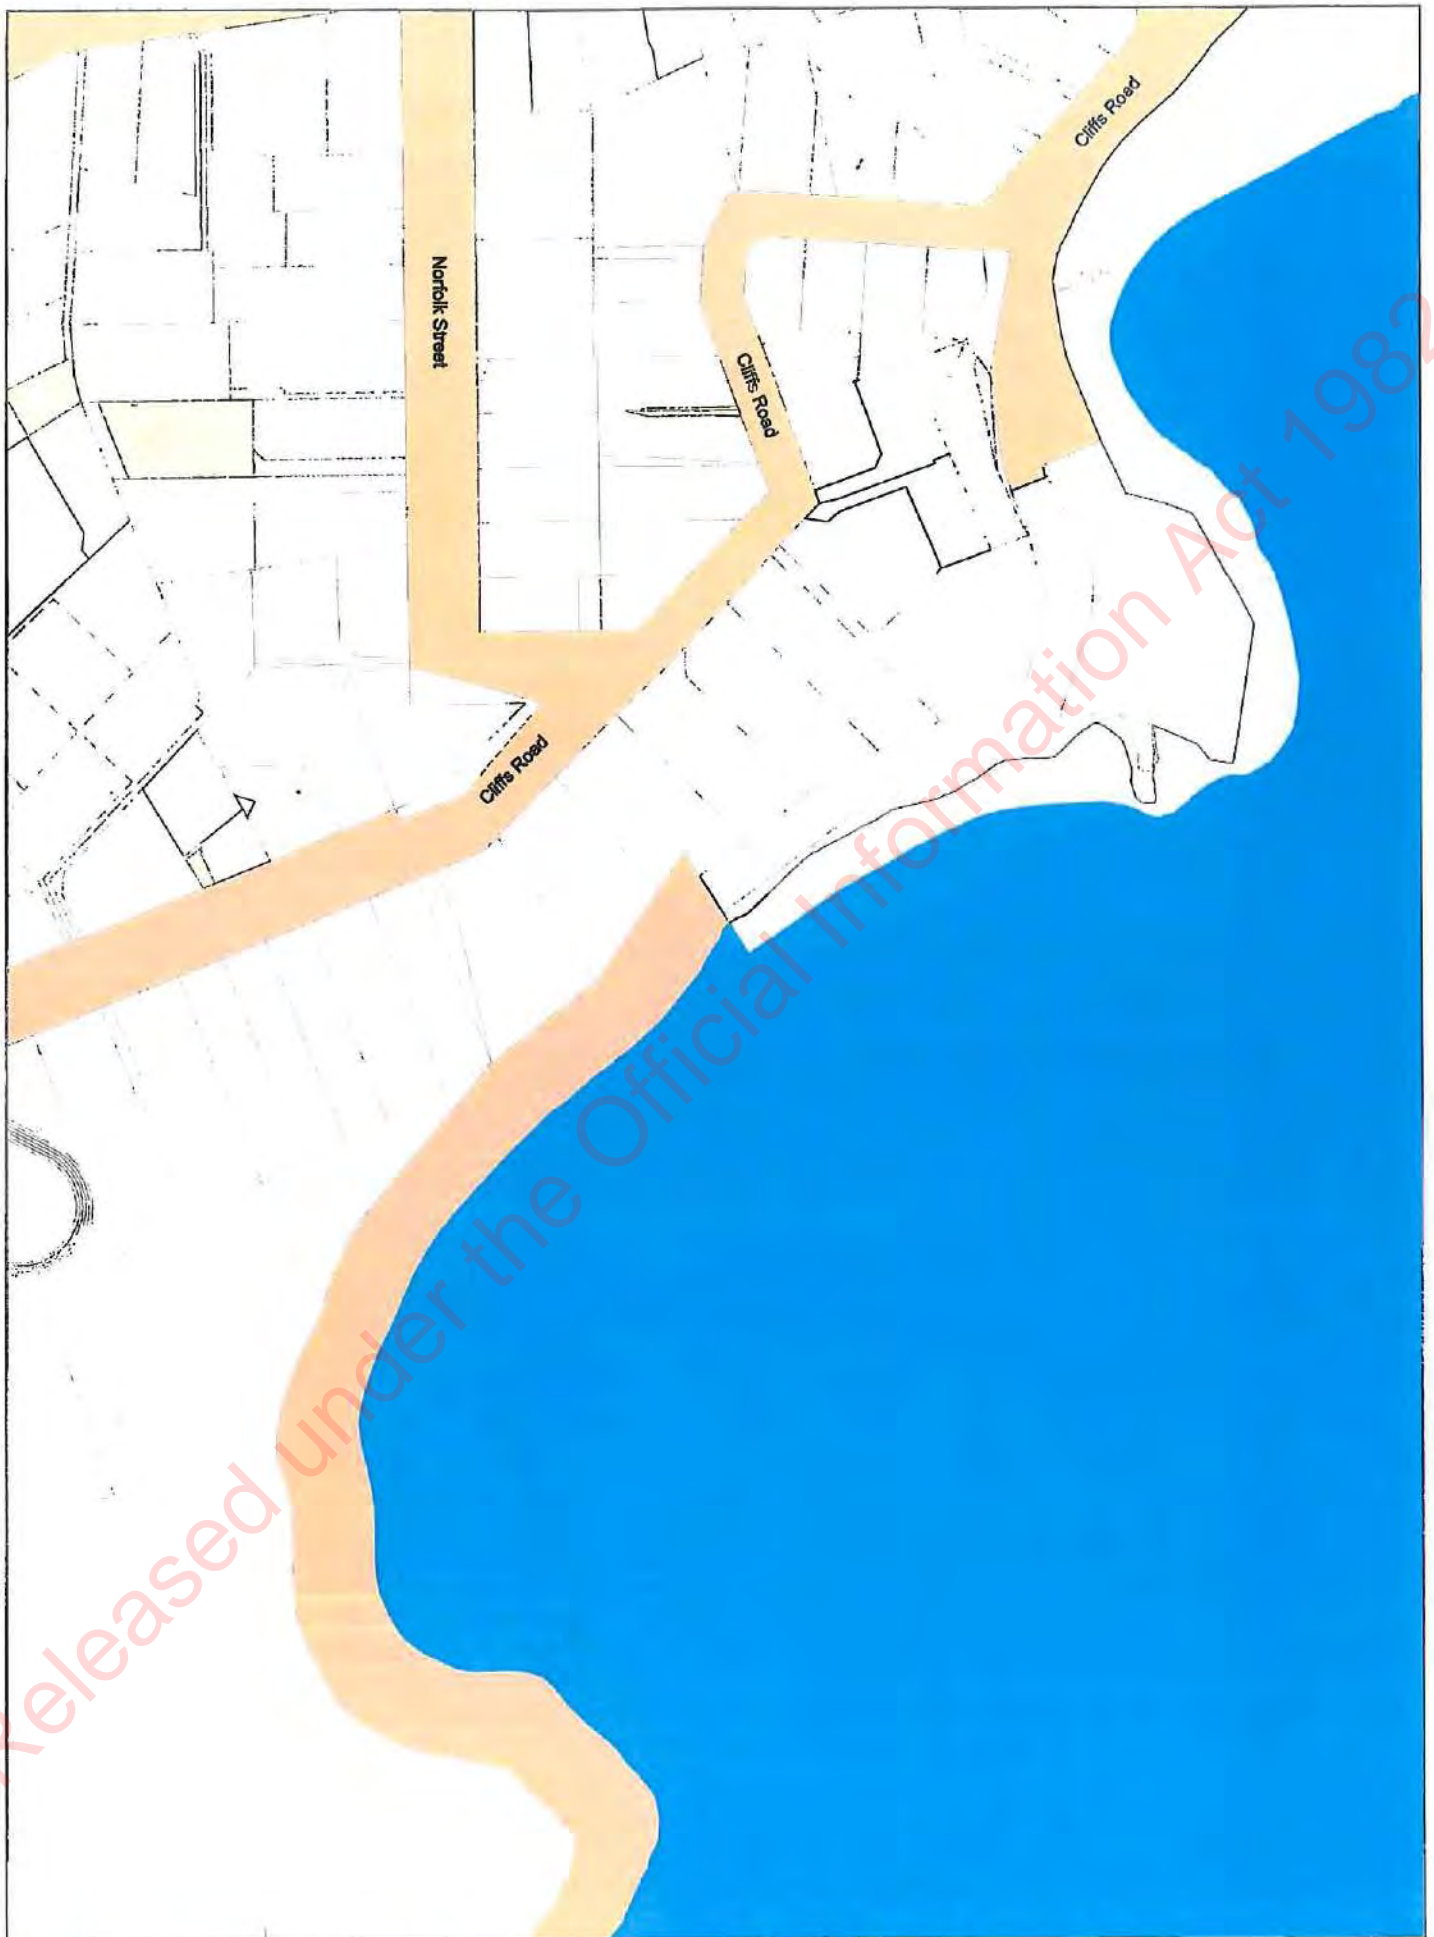 Cliffs Road
Norfolk Street
Cliffs Road
Cliffs Road
Released under the Official Information Act 1982